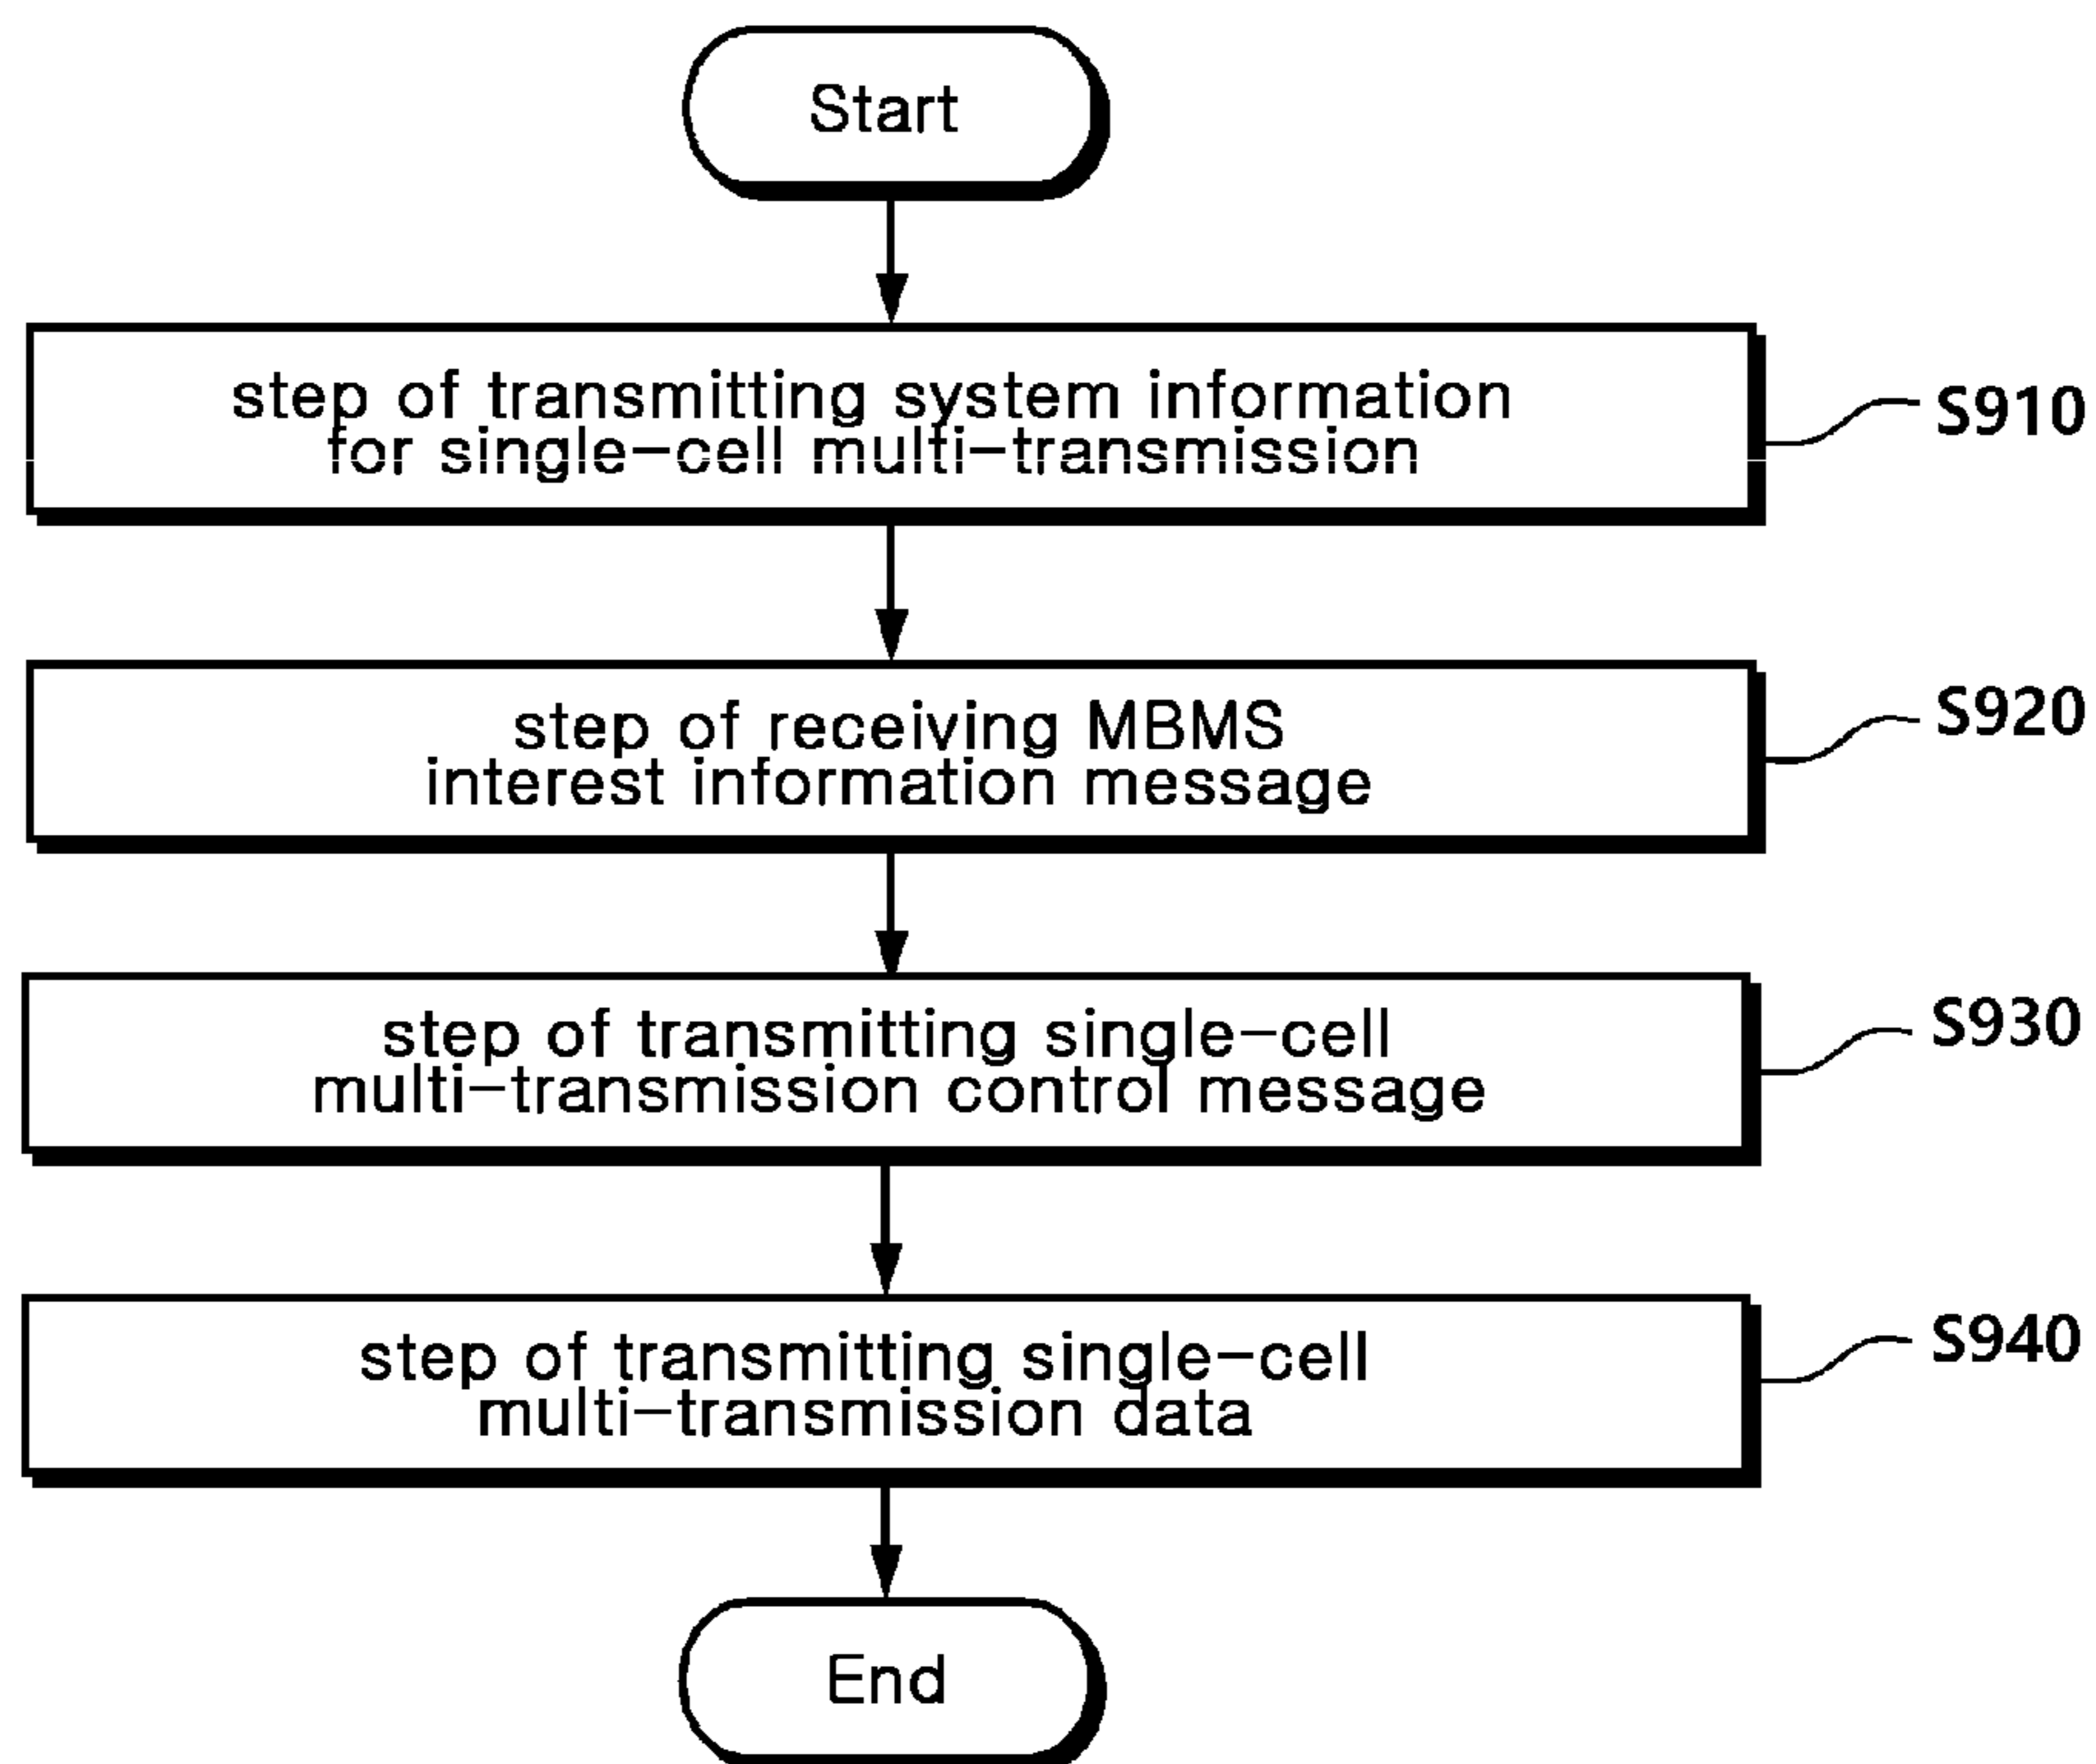 Start
step of transmitting system information
for single-cell multi-transmission
S910
step of receiving MBMS
interest information message
S920
step of transmitting single-cell
multi-transmission control message
S930
step of transmitting single-cell
multi-transmission data
S940
End